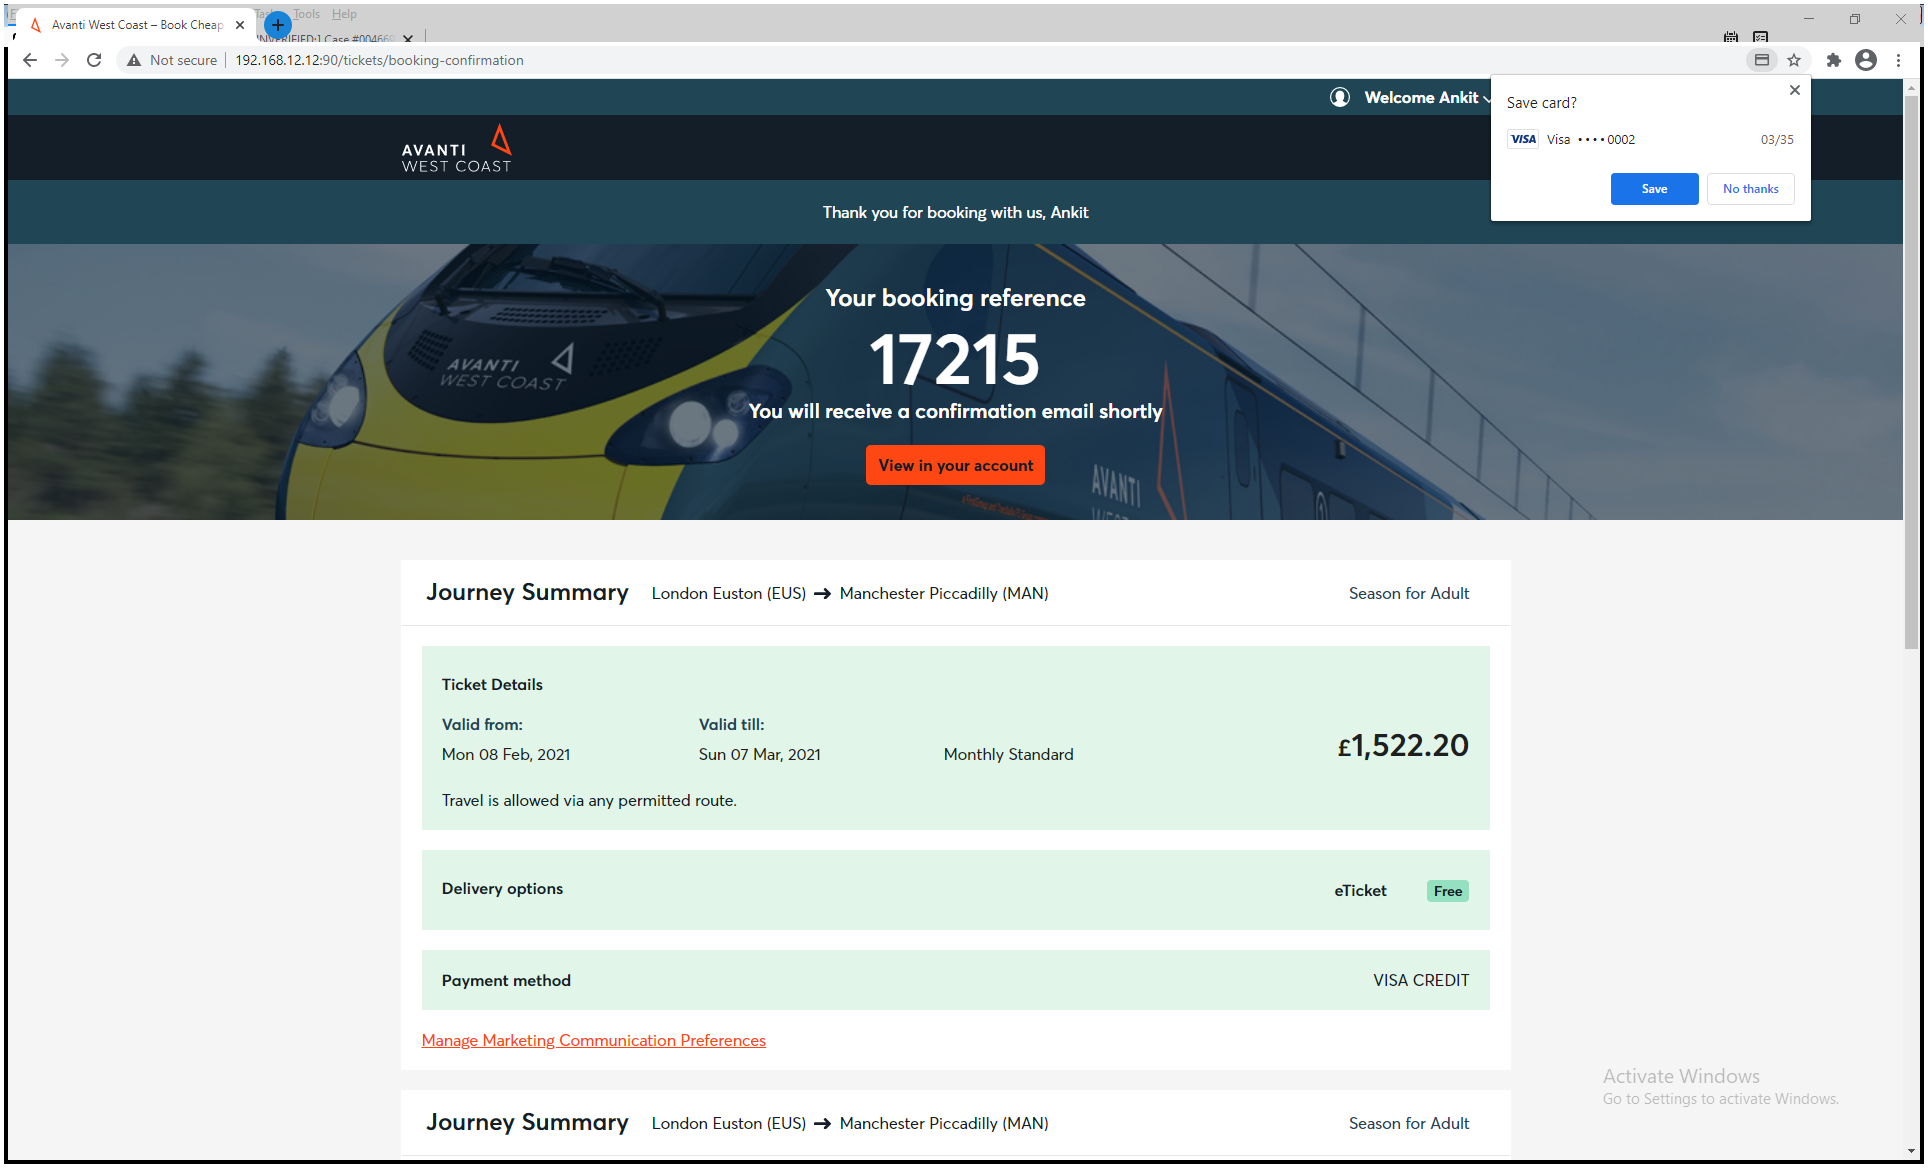 Avanti West Coast – Book Cheap
Tools Help
Case #00466
Not secure 192.168.12.12:90/tickets/booking-confirmation
Welcome Ankit
Save card?
VISA Visa ••••0002 03/35
Save No thanks
AVANTI
WEST COAST
Thank you for booking with us, Ankit
Your booking reference
17215
You will receive a confirmation email shortly
View in your account
AVANTI
WEST COAST
AVANTI
Journey Summary London Euston (EUS) → Manchester Piccadilly (MAN) Season for Adult
Ticket Details
Valid from: Valid till:
Mon 08 Feb, 2021 Sun 07 Mar, 2021 Monthly Standard £1,522.20
Travel is allowed via any permitted route.
Delivery options eTicket Free
Payment method VISA CREDIT
Manage Marketing Communication Preferences
Activate Windows
Go to Settings to activate Windows.
Journey Summary London Euston (EUS) → Manchester Piccadilly (MAN) Season for Adult